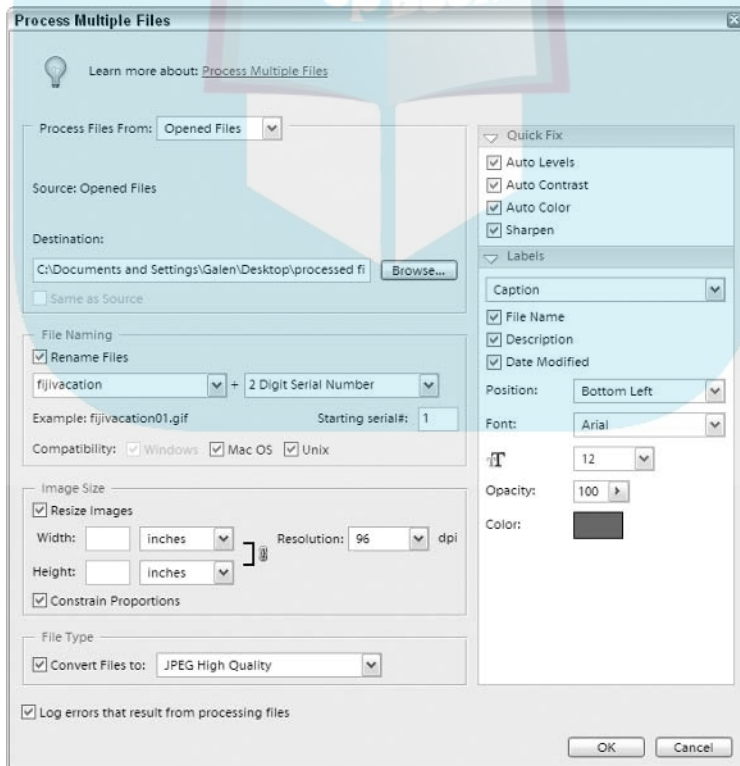 Process Multiple Files
Learn more about: Process Multiple Files
Process Files From: Opened Files
Source: Opened Files
Destination:
C:\Documents and Settings\Galen\Desktop\processed fi Browse...
Same as Source
File Naming
Rename Files
fijivacation + 2 Digit Serial Number
Example: fijivacation01.gif Starting serial#: 1
Compatibility: Windows Mac OS Unix
Image Size
Resize Images
Width: inches Resolution: 96 dpi
Height: inches
Constrain Proportions
File Type
Convert Files to: JPEG High Quality
Log errors that result from processing files
Quick Fix
Auto Levels
Auto Contrast
Auto Color
Sharpen
Labels
Caption
File Name
Description
Date Modified
Position: Bottom Left
Font: Arial
TT 12
Opacity: 100
Color:
OK Cancel